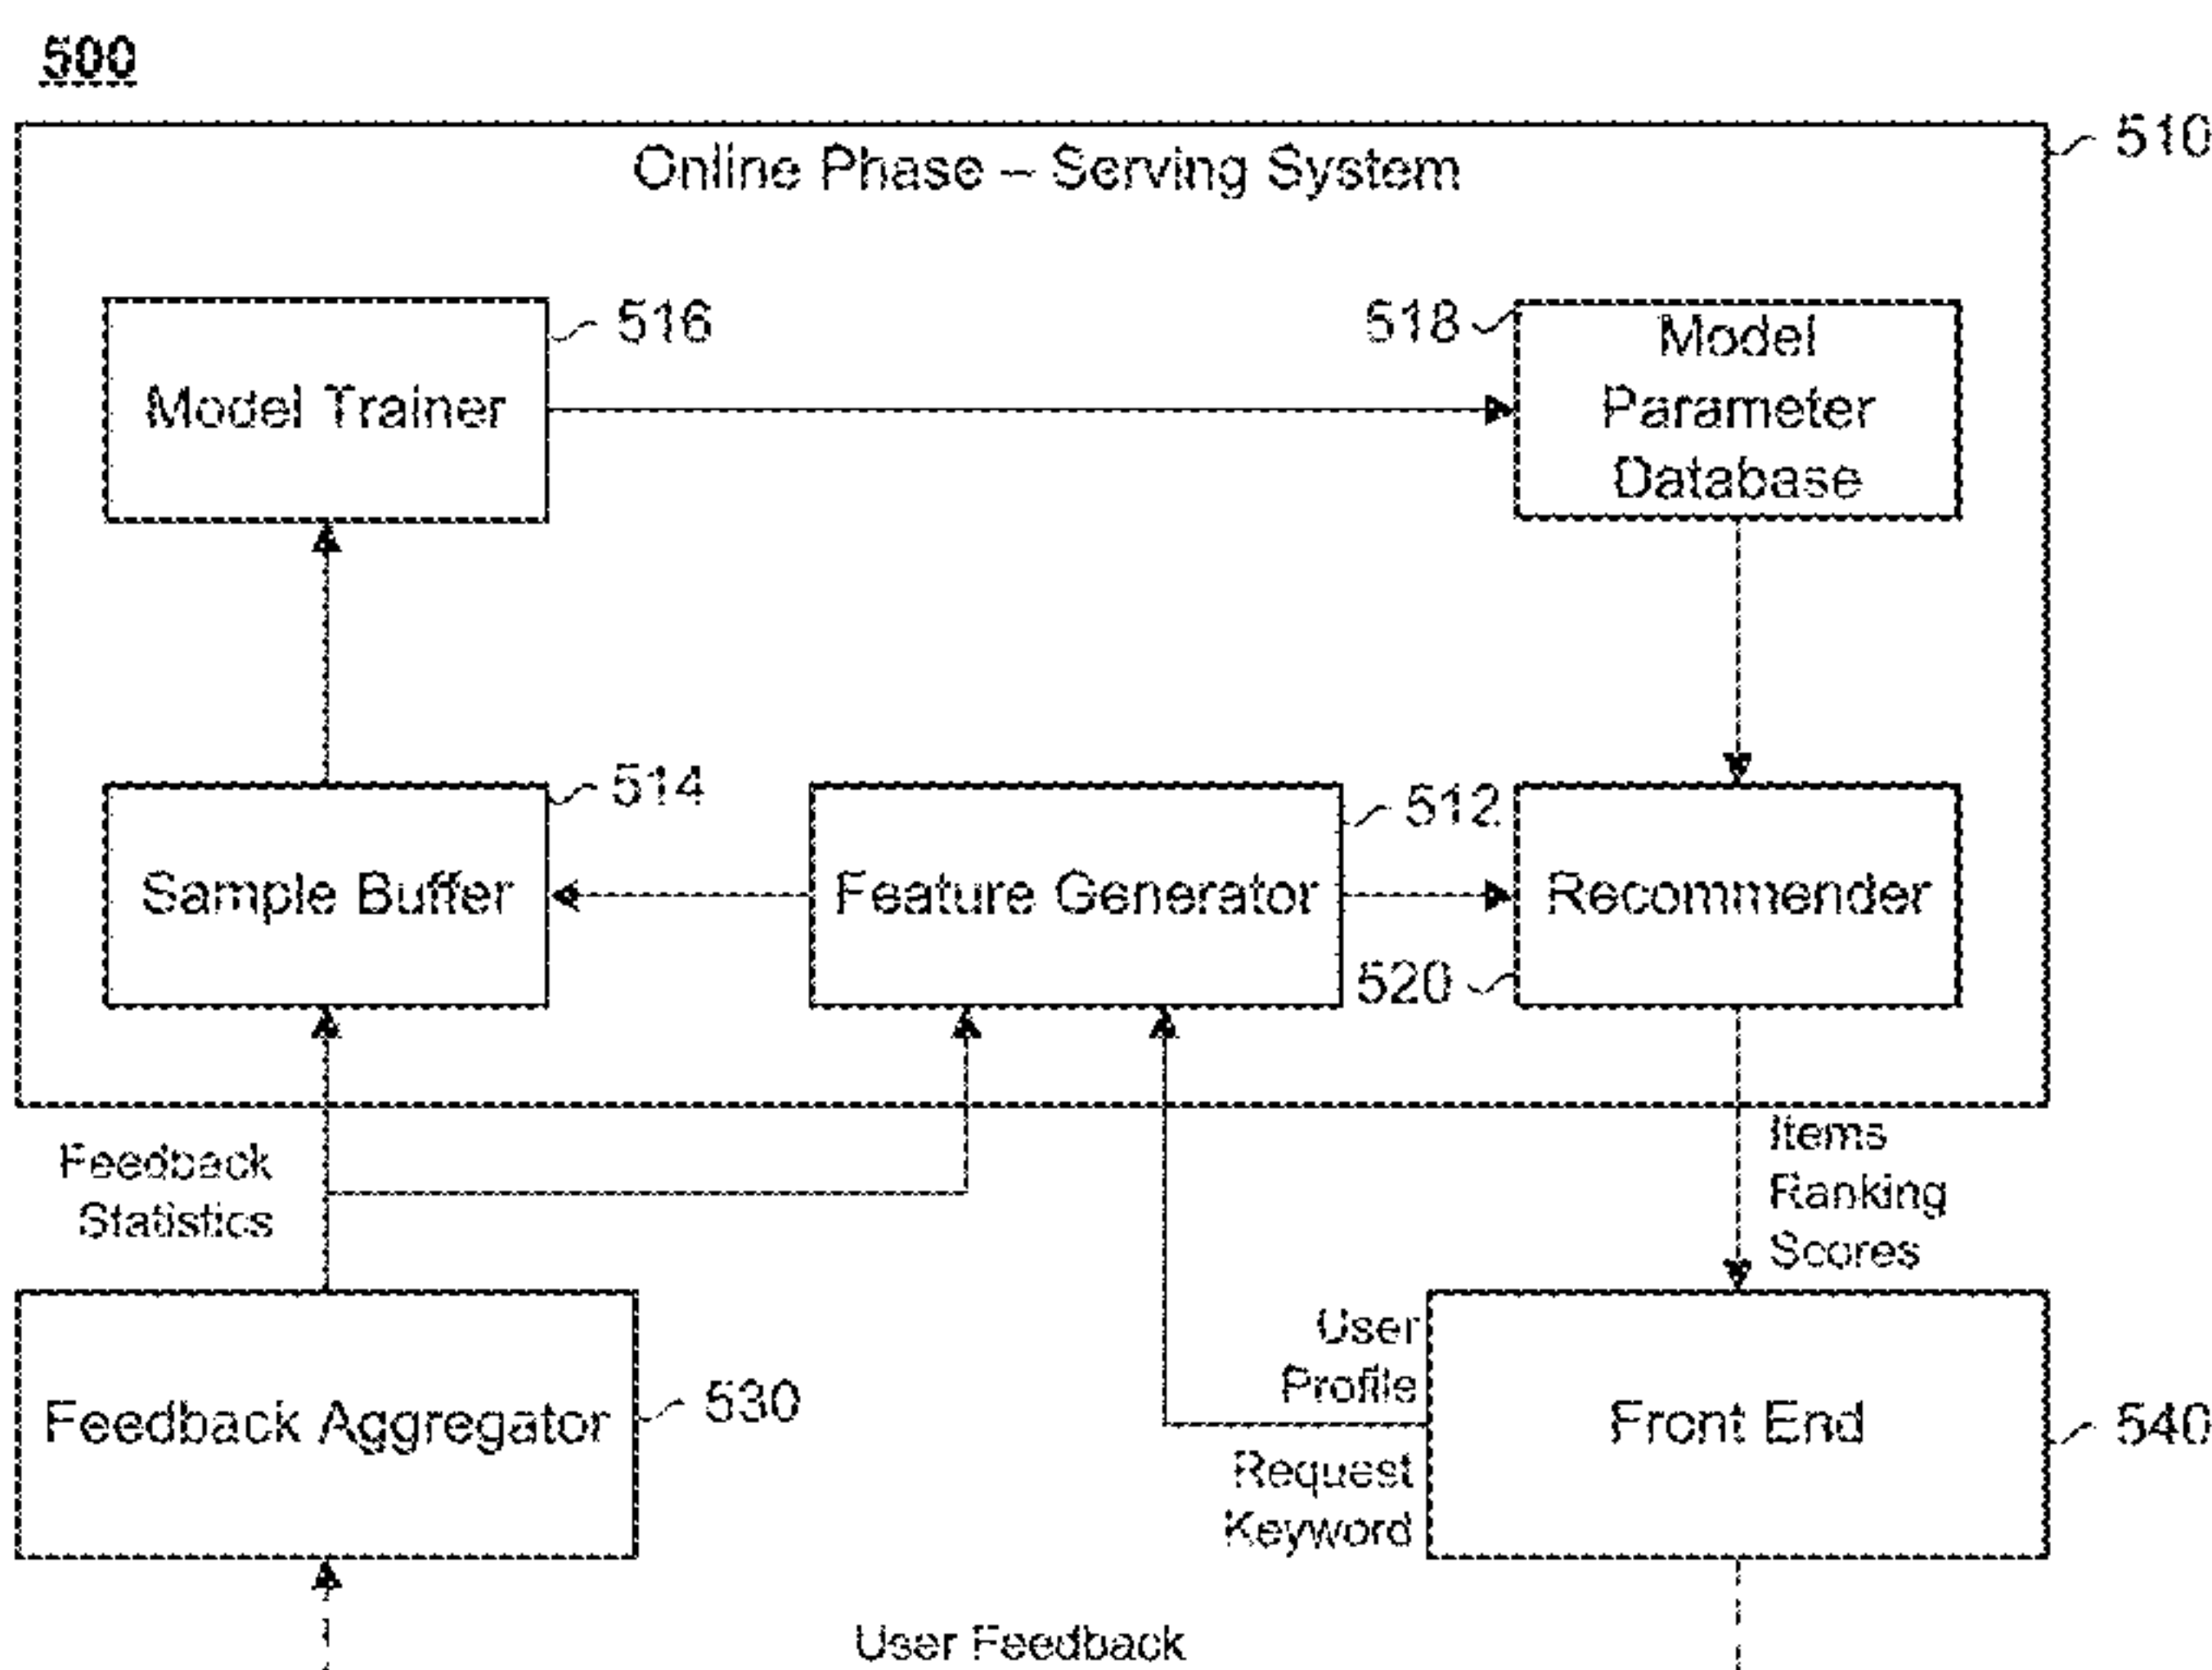 500
510
Online Phase – Serving System
516
518
Model
Parameter
Database
Model Trainer
514
512
Sample Buffer
Feature Generator
Recommender
520
Feedback
Statistics
Items
Ranking
Scores
User
Profile
Feedback Aggregator
530
Front End
540
Request
Keyword
User Feedback